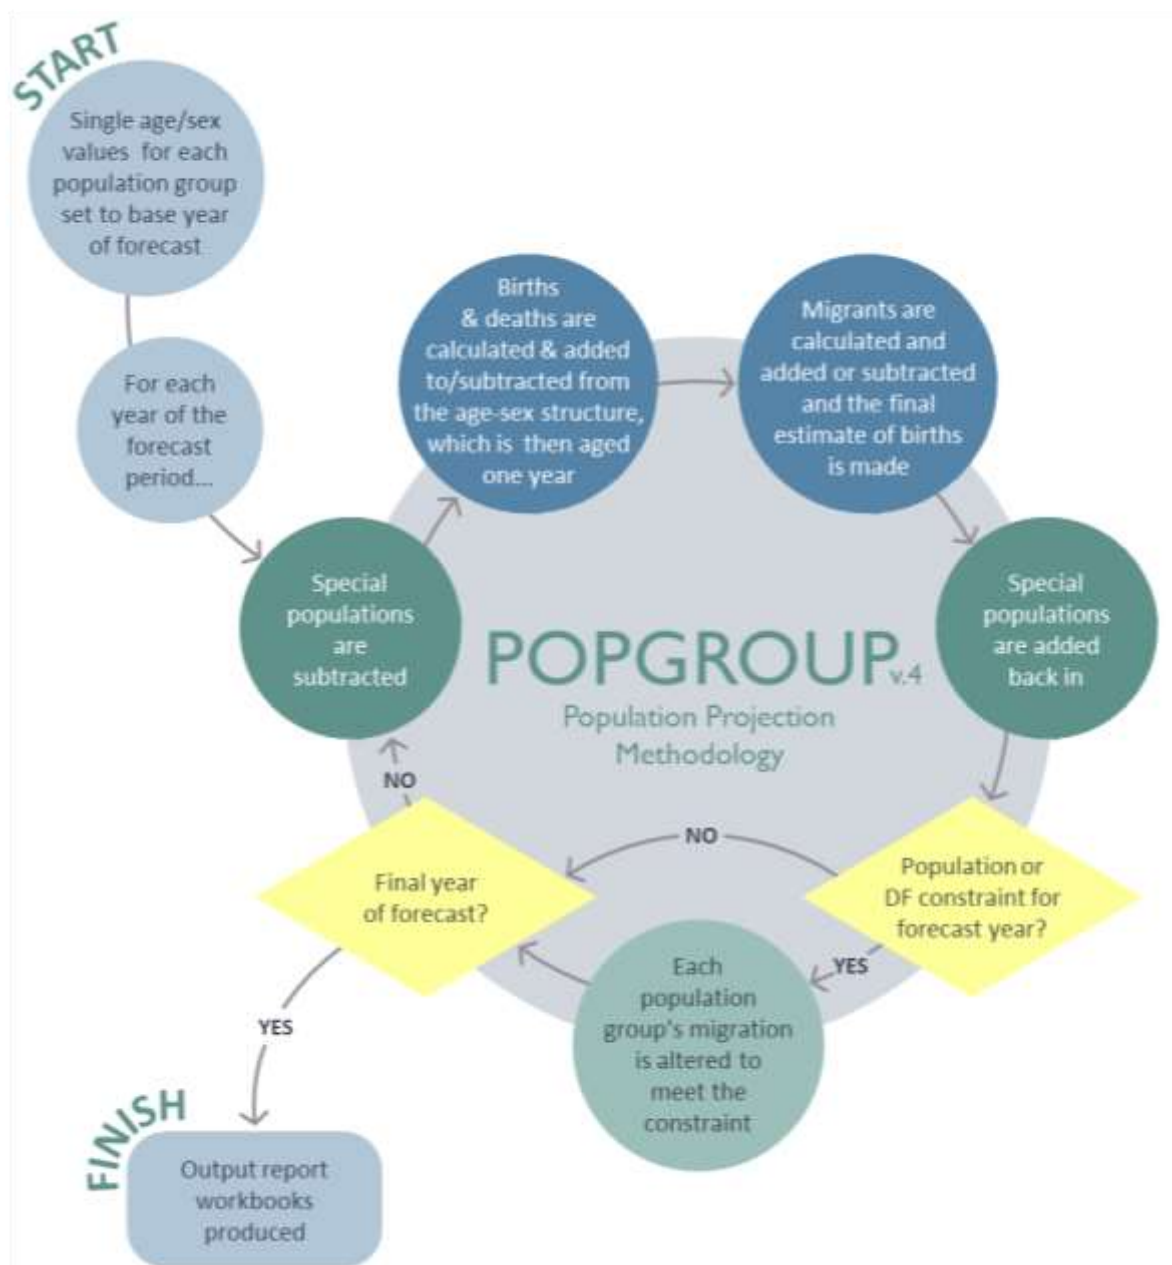 START
Single age/sex
values for each
population group
set to base year
of forecast
For each
year of the
forecast
period...
Special
populations
are
subtracted
Births
& deaths are
calculated & added
to/subtracted from
the age-sex structure,
which is then aged
one year
Migrants are
calculated and
added or subtracted
and the final
estimate of births
is made
Special
populations
are added
back in
POPGROUP v.4
Population Projection
Methodology
Population or
DF constraint for
forecast year?
NO
YES
Each
population
group's migration
is altered to
meet the
constraint
Final year
of forecast?
NO
YES
FINISH
Output report
workbooks
produced